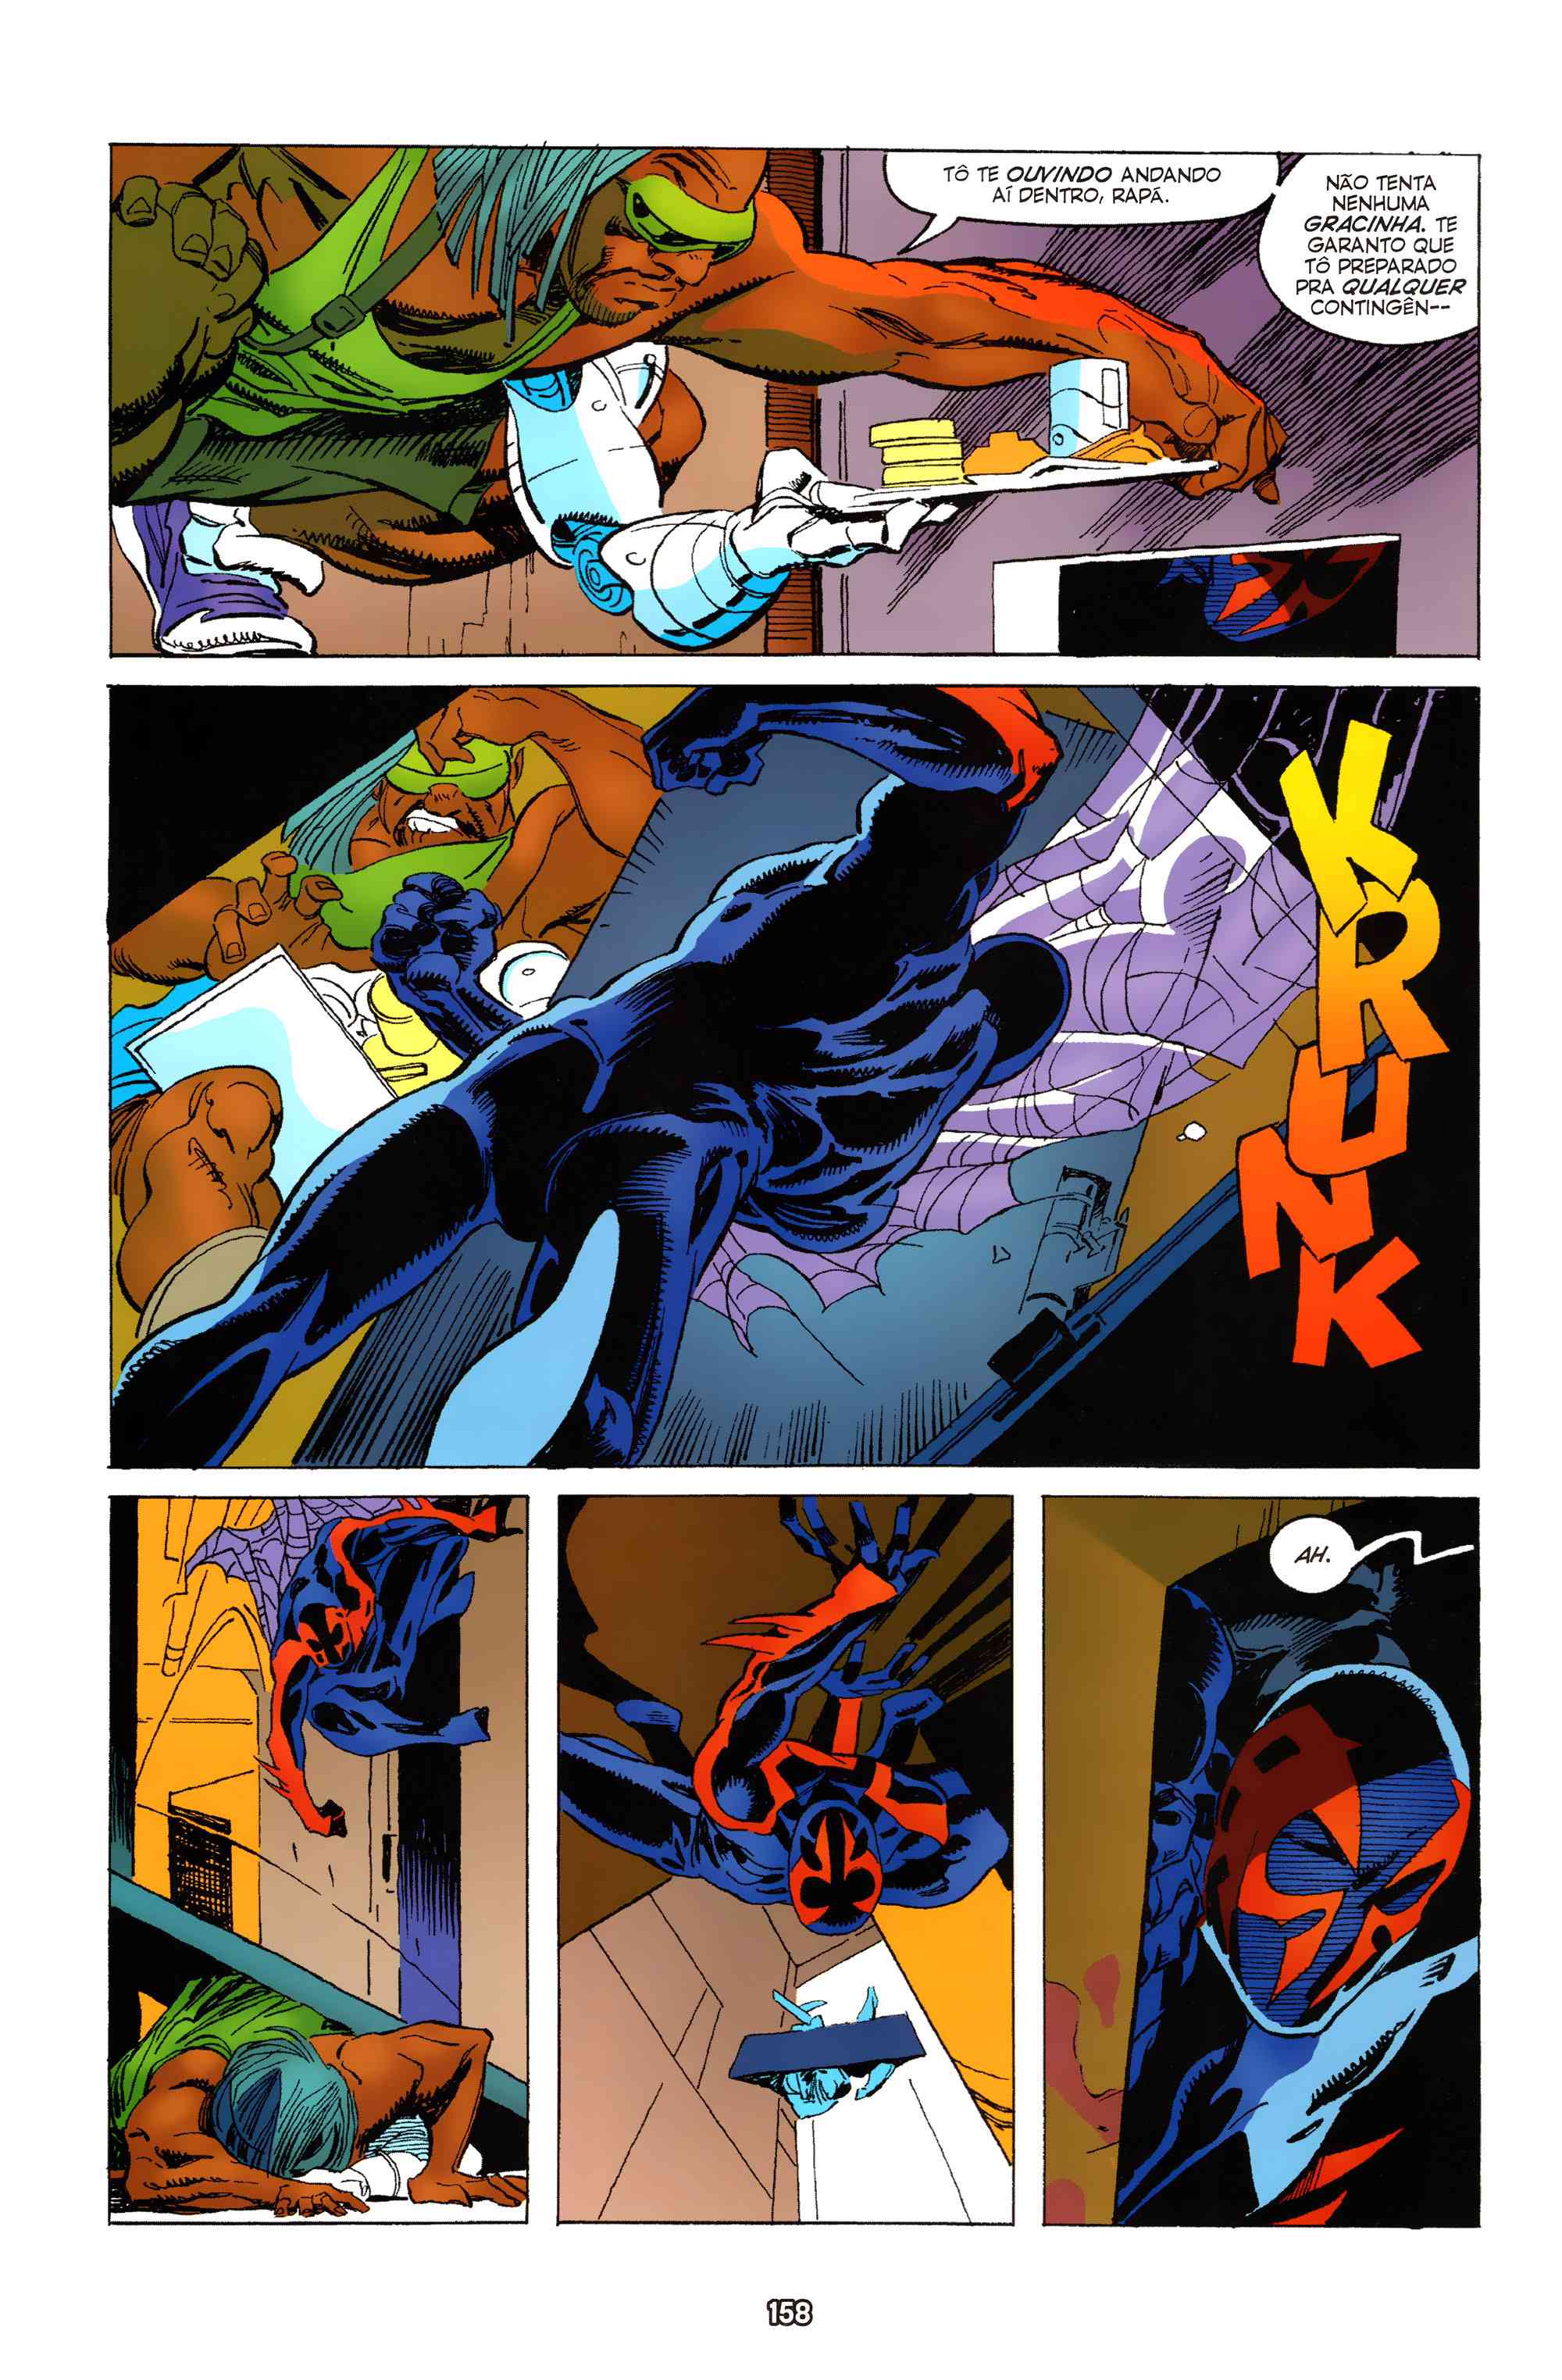 TÔ TE OUVINDO ANDANDO
AÍ DENTRO, RAPÁ.
NÃO TENTA
NENHUMA
GRACINHA. TE
GARANTO QUE
TÔ PREPARADO
PRA QUALQUER
CONTINGÊN--
KRUNK
AH.
158